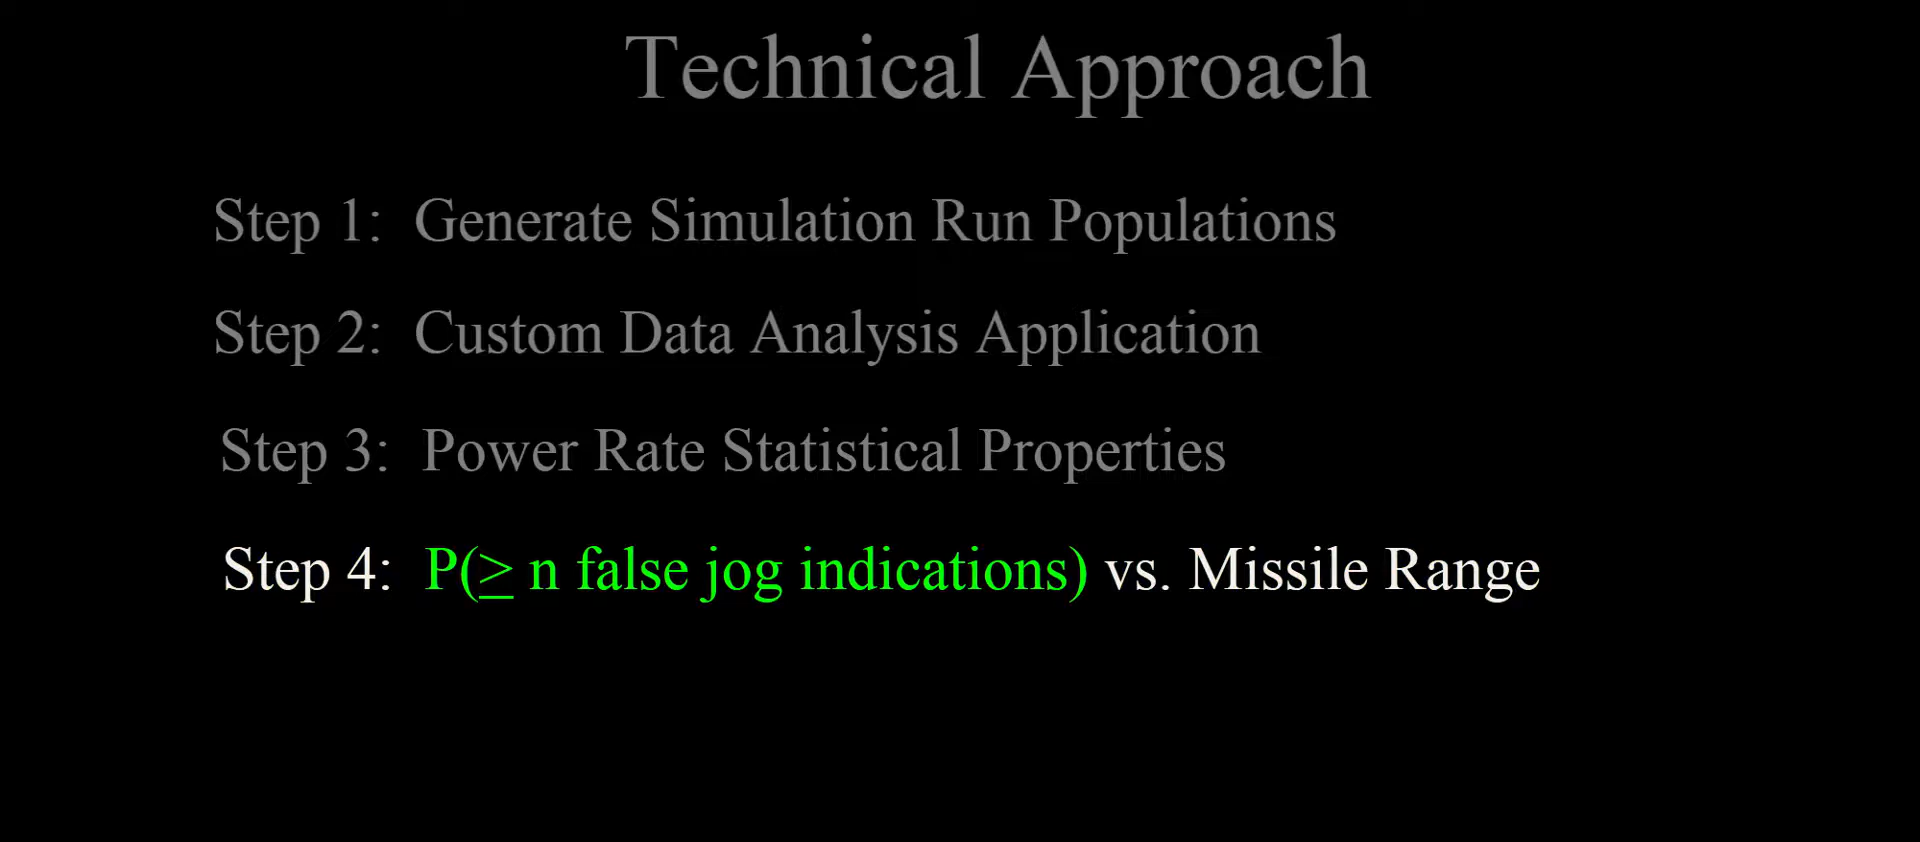 Technical Approach
Step 1: Generate Simulation Run Populations
Step 2: Custom Data Analysis Application
Step 3: Power Rate Statistical Properties
Step 4: P(≥ n false jog indications) vs. Missile Range